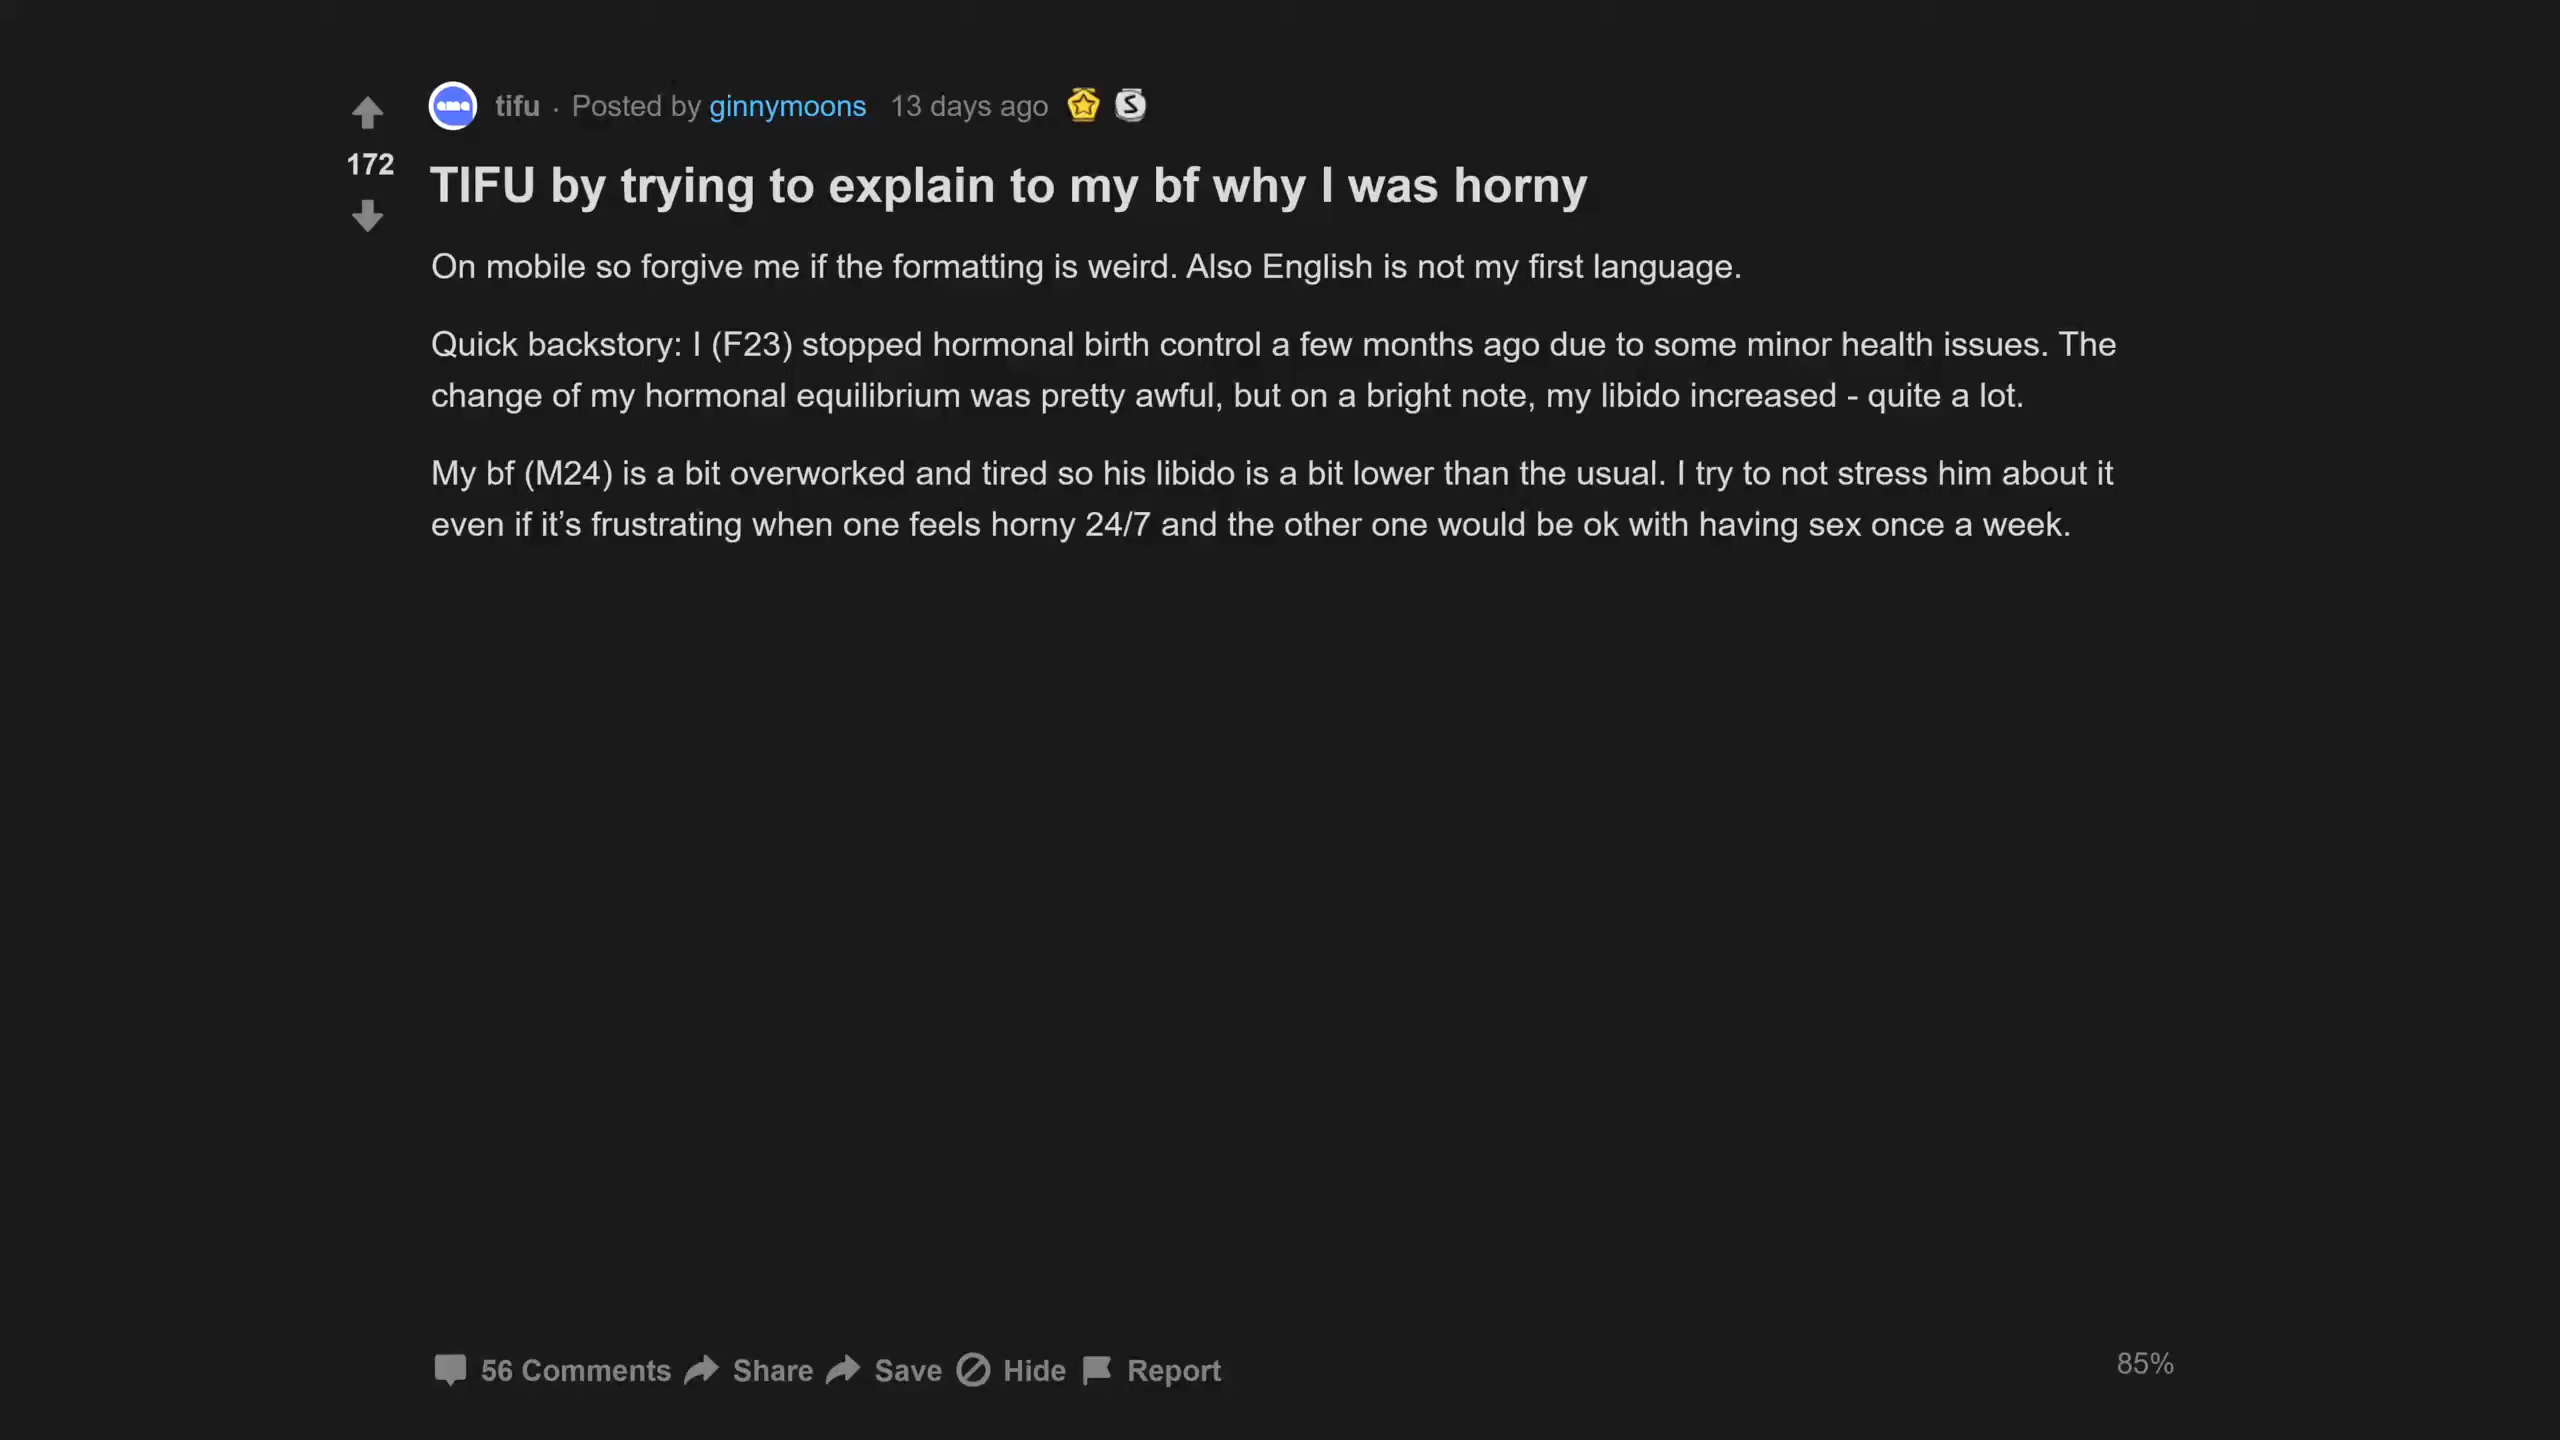 tifu · Posted by ginnymoons 13 days ago
172
TIFU by trying to explain to my bf why I was horny
On mobile so forgive me if the formatting is weird. Also English is not my first language.
Quick backstory: I (F23) stopped hormonal birth control a few months ago due to some minor health issues. The
change of my hormonal equilibrium was pretty awful, but on a bright note, my libido increased - quite a lot.
My bf (M24) is a bit overworked and tired so his libido is a bit lower than the usual. I try to not stress him about it
even if it’s frustrating when one feels horny 24/7 and the other one would be ok with having sex once a week.
56 Comments Share Save Hide Report
85%